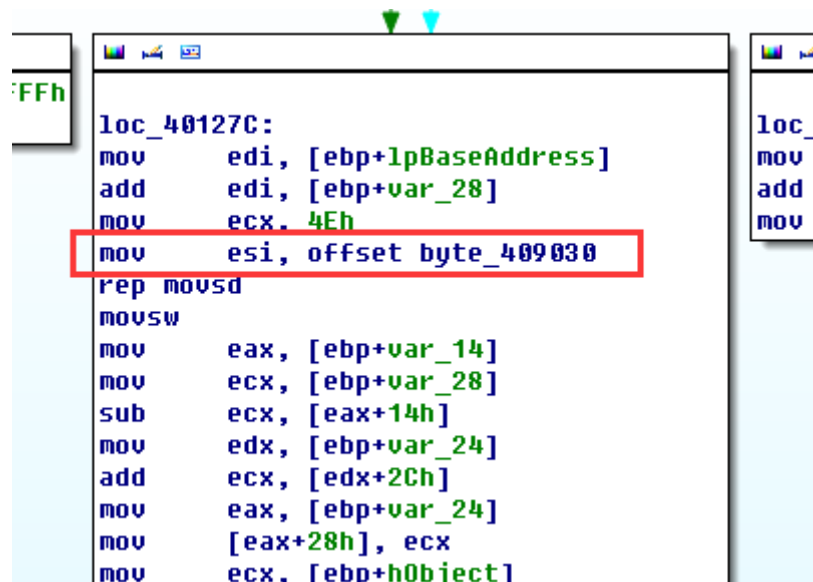 FFh
loc_40127C:
mov edi, [ebp+lpBaseAddress]
add edi, [ebp+var_28]
mov ecx, 4Eh
mov esi, offset byte_409030
rep movsd
movsw
mov eax, [ebp+var_14]
mov ecx, [ebp+var_28]
sub ecx, [eax+14h]
mov edx, [ebp+var_24]
add ecx, [edx+2Ch]
mov eax, [ebp+var_24]
mov [eax+28h], ecx
mov ecx, [ebp+hObject]
loc_
mov
add
mov